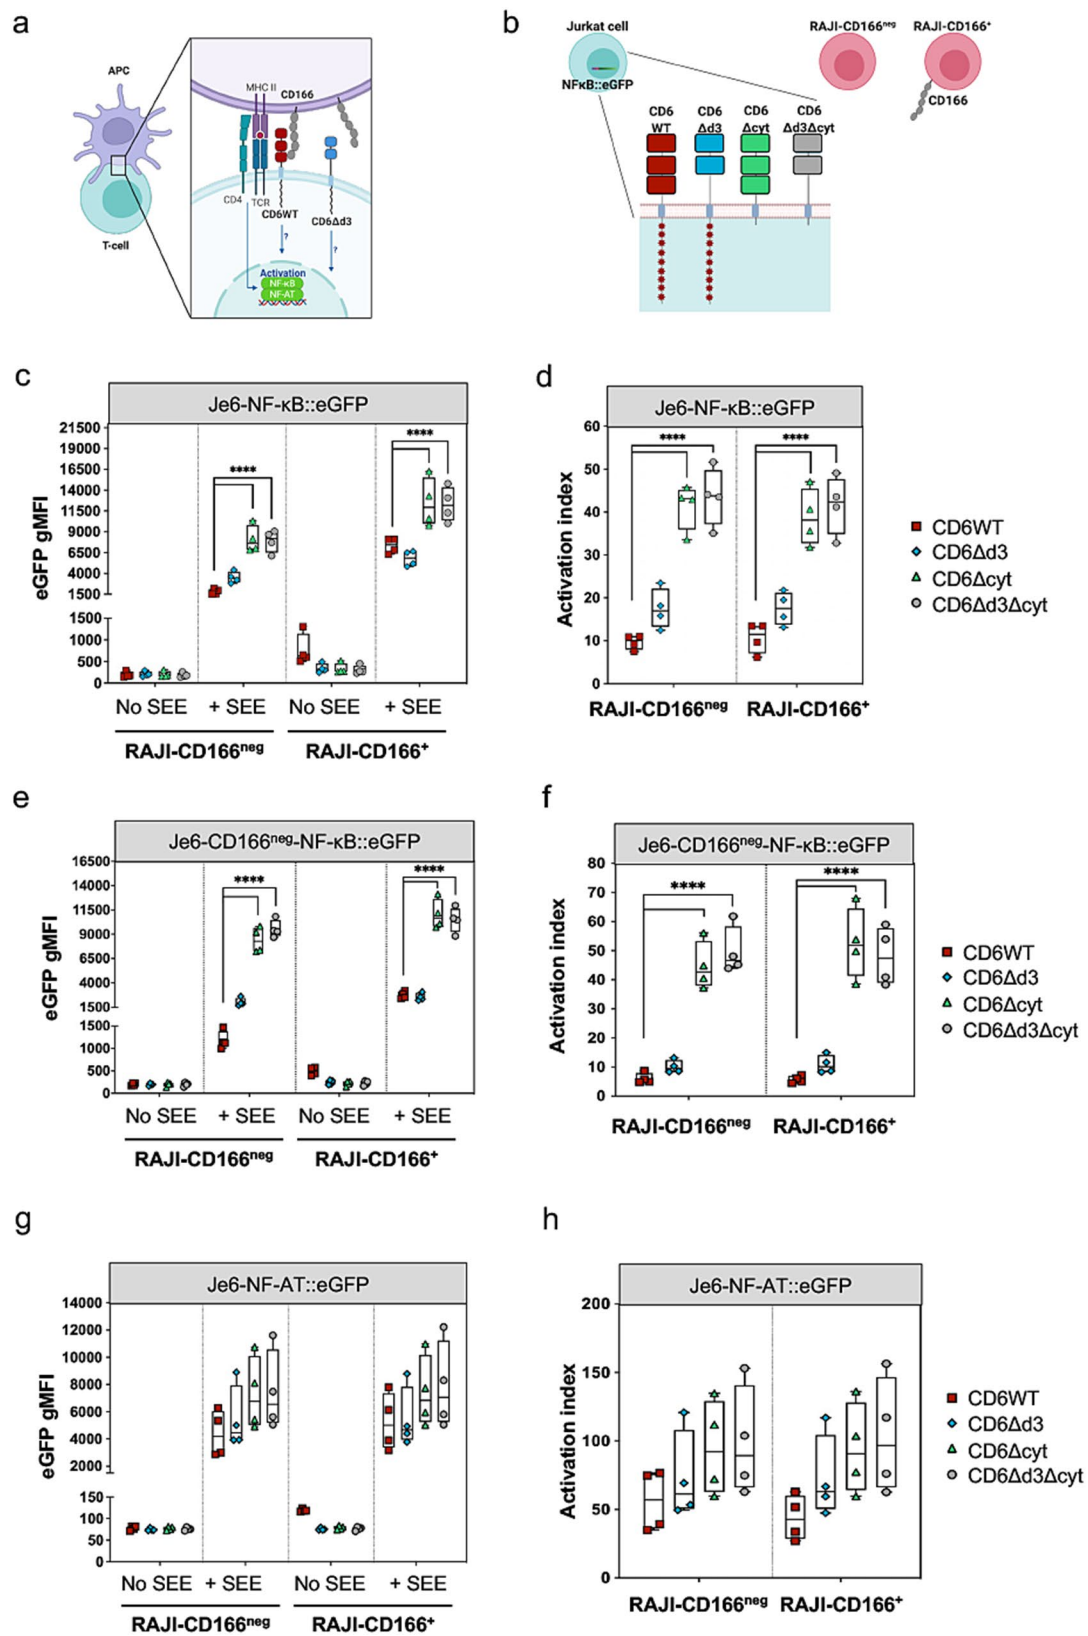 a
APC
T-cell
MHC II
CD166
CD4
TCR
CD6WT
CD6Δd3
?
?
Activation
NF-κB
NF-AT
b
Jurkat cell
NFκB::eGFP
RAJI-CD166neg
RAJI-CD166+
CD166
CD6 CD6 CD6 CD6
WT Δd3 Δcyt Δd3Δcyt
c
Je6-NF-κB::eGFP
eGFP gMFI
21500
19000
16500
14000
11500
9000
6500
4000
1500
1500
1000
500
0
****
****
No SEE + SEE No SEE + SEE
RAJI-CD166neg RAJI-CD166+
d
Je6-NF-κB::eGFP
Activation index
60
50
40
30
20
10
0
****
****
RAJI-CD166neg RAJI-CD166+
CD6WT
CD6Δd3
CD6Δcyt
CD6Δd3Δcyt
e
Je6-CD166neg-NF-κB::eGFP
eGFP gMFI
16500
14000
11500
9000
6500
4000
1500
1500
1000
500
0
****
****
No SEE + SEE No SEE + SEE
RAJI-CD166neg RAJI-CD166+
f
Je6-CD166neg-NF-κB::eGFP
Activation index
80
70
60
50
40
30
20
10
0
****
****
RAJI-CD166neg RAJI-CD166+
CD6WT
CD6Δd3
CD6Δcyt
CD6Δd3Δcyt
g
Je6-NF-AT::eGFP
eGFP gMFI
14000
12000
10000
8000
6000
4000
2000
150
100
50
0
No SEE + SEE No SEE + SEE
RAJI-CD166neg RAJI-CD166+
h
Je6-NF-AT::eGFP
Activation index
200
150
100
50
0
RAJI-CD166neg RAJI-CD166+
CD6WT
CD6Δd3
CD6Δcyt
CD6Δd3Δcyt